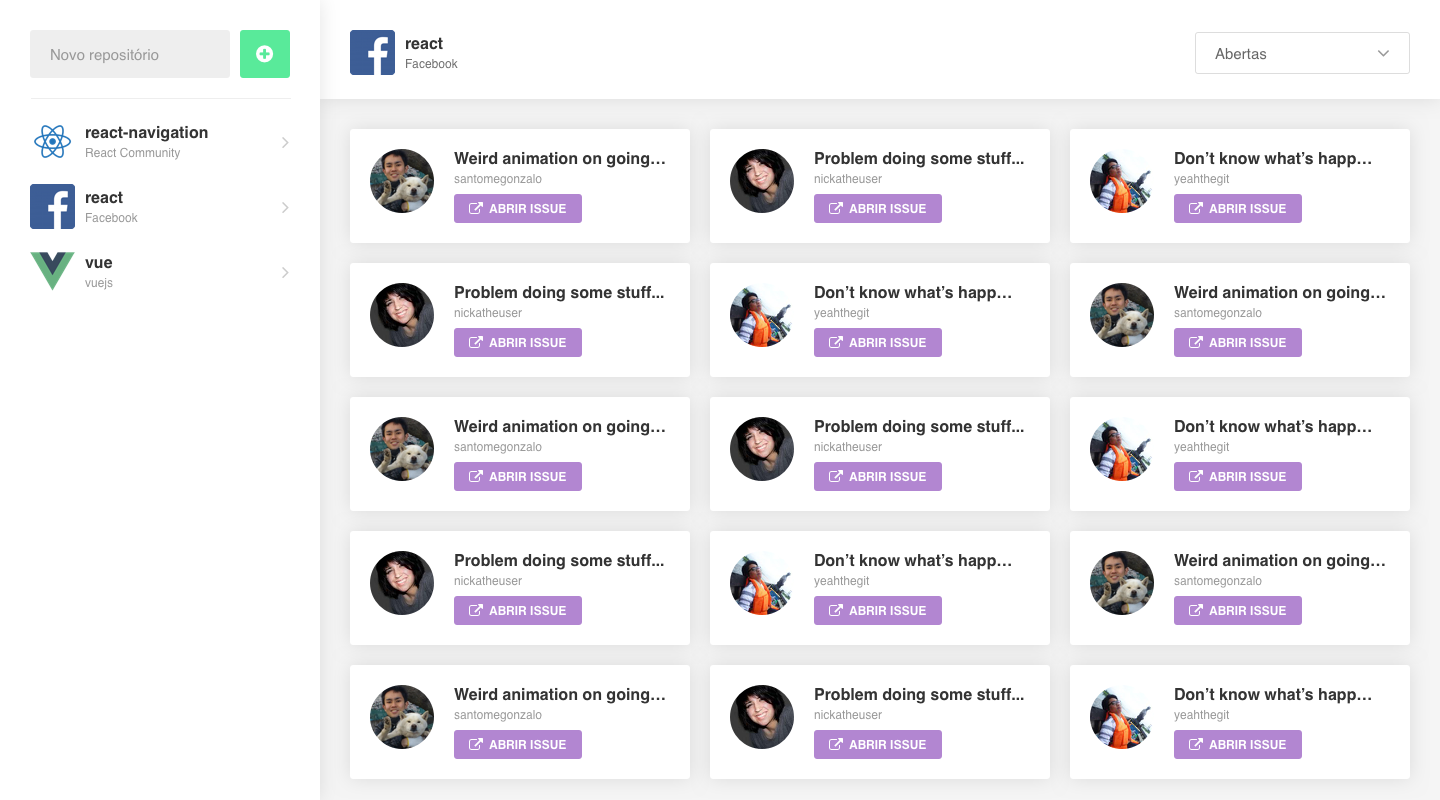 Novo repositório
react-navigation
React Community
react
Facebook
vue
vuejs
react
Facebook
Abertas
Weird animation on going…
santomegonzalo
ABRIR ISSUE
Problem doing some stuff...
nickatheuser
ABRIR ISSUE
Don’t know what’s happ…
yeahthegit
ABRIR ISSUE
Problem doing some stuff...
nickatheuser
ABRIR ISSUE
Don’t know what’s happ…
yeahthegit
ABRIR ISSUE
Weird animation on going…
santomegonzalo
ABRIR ISSUE
Weird animation on going…
santomegonzalo
ABRIR ISSUE
Problem doing some stuff...
nickatheuser
ABRIR ISSUE
Don’t know what’s happ…
yeahthegit
ABRIR ISSUE
Problem doing some stuff...
nickatheuser
ABRIR ISSUE
Don’t know what’s happ…
yeahthegit
ABRIR ISSUE
Weird animation on going…
santomegonzalo
ABRIR ISSUE
Weird animation on going…
santomegonzalo
ABRIR ISSUE
Problem doing some stuff...
nickatheuser
ABRIR ISSUE
Don’t know what’s happ…
yeahthegit
ABRIR ISSUE